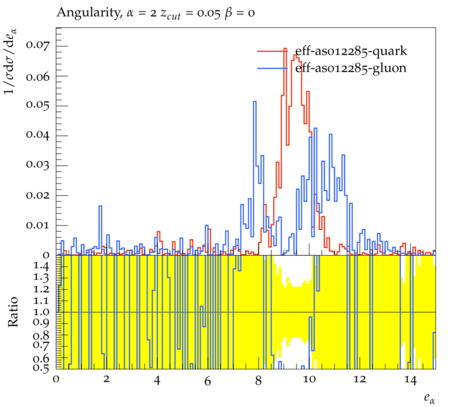 Angularity, α = 2 z_cut = 0.05 β = 0
1/σdσ/de_α
eff-as012285-quark
eff-as012285-gluon
0.07
0.06
0.05
0.04
0.03
0.02
0.01
0
Ratio
1.4
1.3
1.2
1.1
1.0
0.9
0.8
0.7
0.6
0.5
0 2 4 6 8 10 12 14
e_α